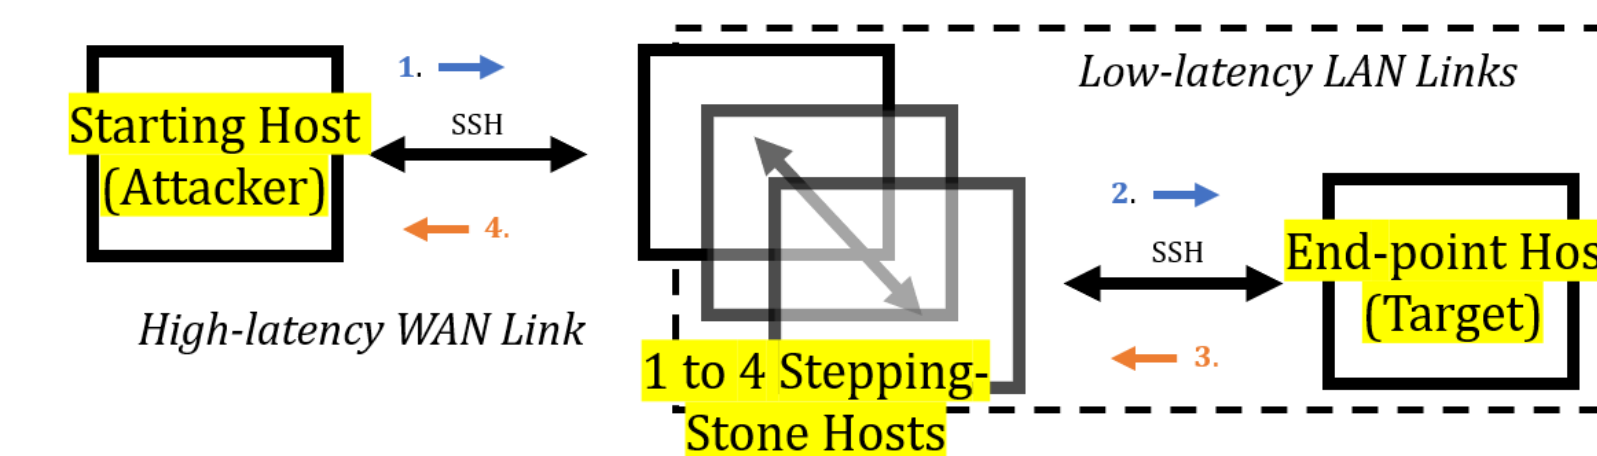 1.
SSH
Starting Host
(Attacker)
4.
High-latency WAN Link
Low-latency LAN Links
1 to 4 Stepping-
Stone Hosts
2.
SSH
3.
End-point Hos
(Target)